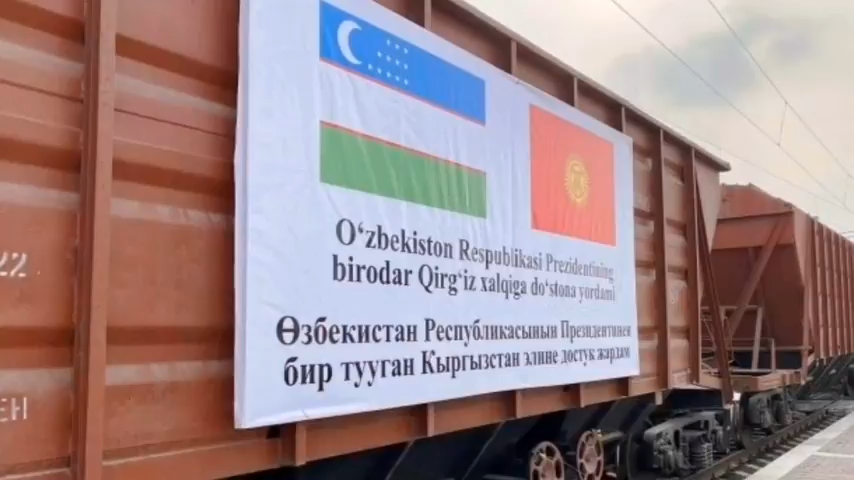 O‘zbekiston Respublikasi Prezidentining
birodar Qirg‘iz xalqiga do‘stona yordami
Өзбекистан Республикасынын Президентинен
бир тууган Кыргызстан элине достук жардам
22